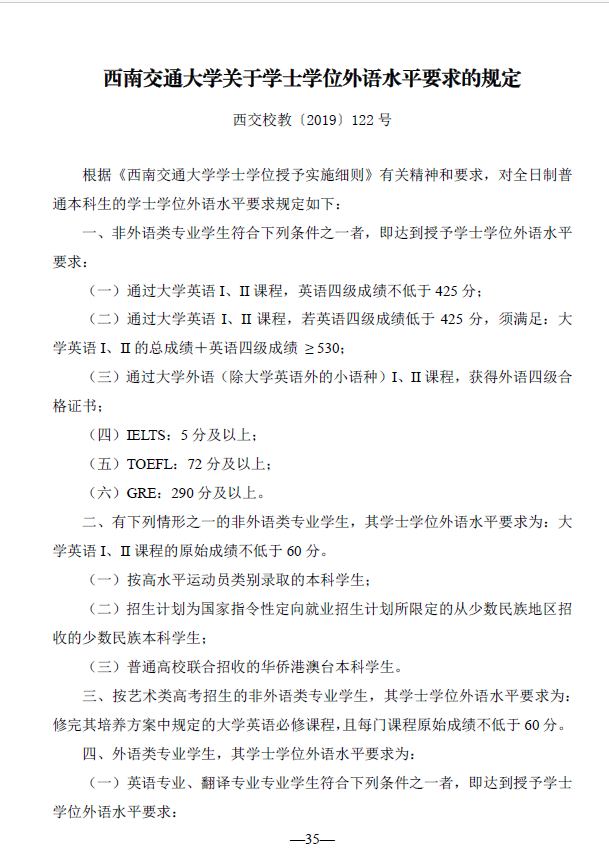 西南交通大学关于学士学位外语水平要求的规定
西交校教〔2019〕122 号
根据《西南交通大学学士学位授予实施细则》有关精神和要求，对全日制普
通本科生的学士学位外语水平要求规定如下：
一、非外语类专业学生符合下列条件之一者，即达到授予学士学位外语水平
要求：
（一）通过大学英语 I、II 课程，英语四级成绩不低于 425 分；
（二）通过大学英语 I、II 课程，若英语四级成绩低于 425 分，须满足：大
学英语 I、II 的总成绩＋英语四级成绩 ≥530；
（三）通过大学外语（除大学英语外的小语种）I、II 课程，获得外语四级合
格证书；
（四）IELTS：5 分及以上；
（五）TOEFL：72 分及以上；
（六）GRE：290 分及以上。
二、有下列情形之一的非外语类专业学生，其学士学位外语水平要求为：大
学英语 I、II 课程的原始成绩不低于 60 分。
（一）按高水平运动员类别录取的本科学生；
（二）招生计划为国家指令性定向就业招生计划所限定的从少数民族地区招
收的少数民族本科学生；
（三）普通高校联合招收的华侨港澳台本科学生。
三、按艺术类高考招生的非外语类专业学生，其学士学位外语水平要求为：
修完其培养方案中规定的大学英语必修课程，且每门课程原始成绩不低于 60 分。
四、外语类专业学生，其学士学位外语水平要求为：
（一）英语专业、翻译专业专业学生符合下列条件之一者，即达到授予学士
学位外语水平要求：
—35—